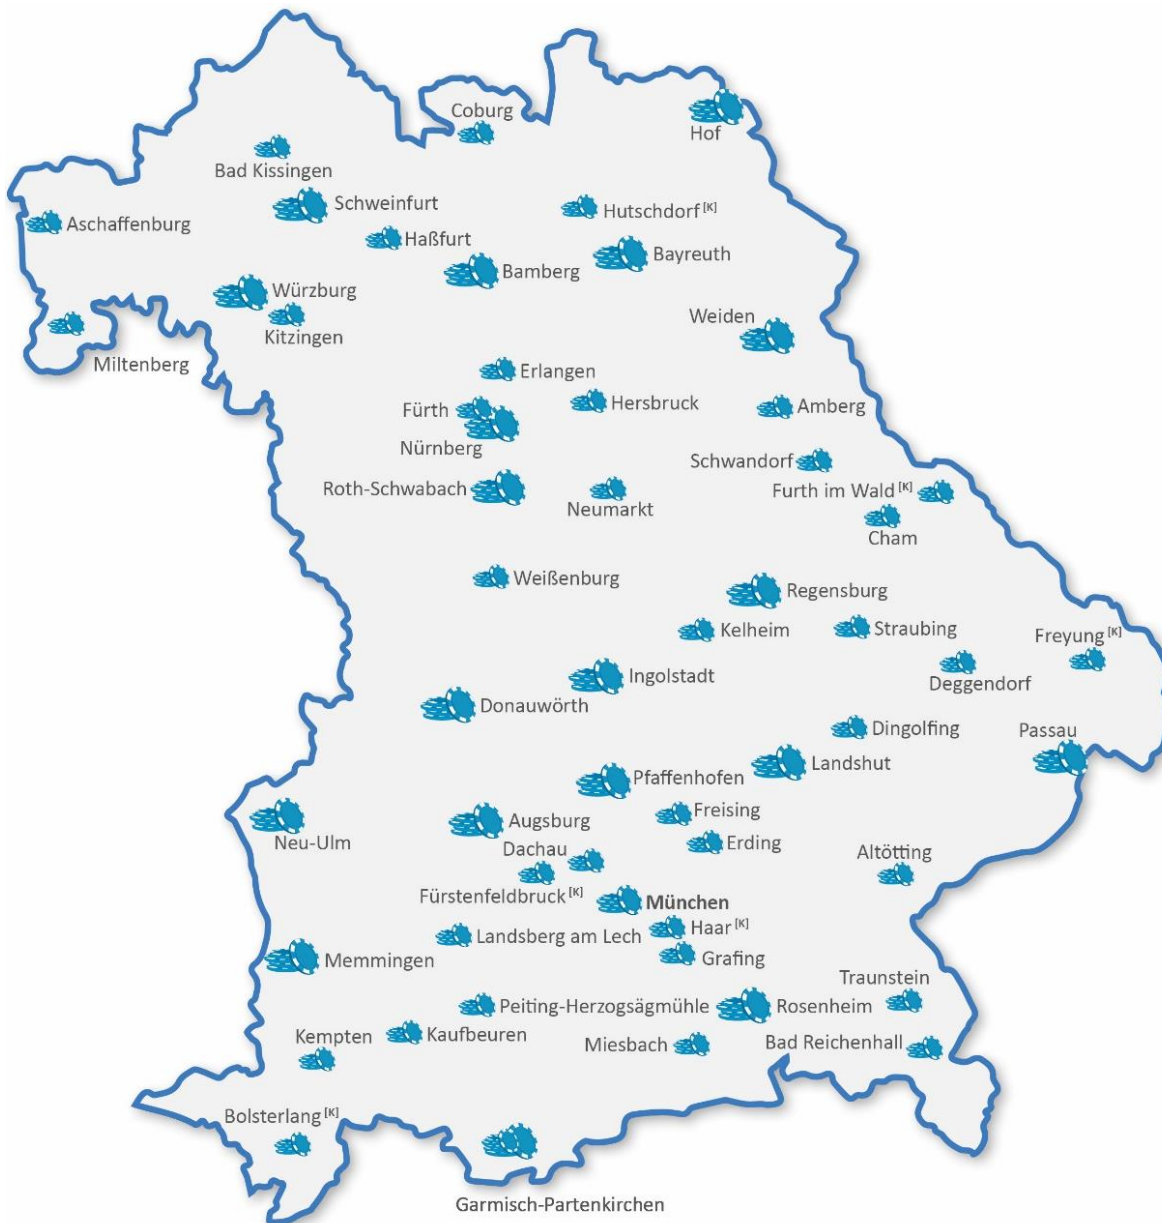 Coburg
Hof
Bad Kissingen
Schweinfurt
Hutschdorf [K]
Aschaffenburg
Haßfurt
Bayreuth
Bamberg
Würzburg
Weiden
Kitzingen
Miltenberg
Erlangen
Hersbruck
Amberg
Fürth
Nürnberg
Schwandorf
Roth-Schwabach
Furth im Wald [K]
Neumarkt
Cham
Weißenburg
Regensburg
Kelheim
Straubing
Freyung [K]
Ingolstadt
Deggendorf
Donauwörth
Dingolfing
Passau
Landshut
Pfaffenhofen
Freising
Augsburg
Neu-Ulm
Erding
Dachau
Altötting
Fürstenfeldbruck [K]
München
Haar [K]
Landsberg am Lech
Memmingen
Grafing
Traunstein
Peiting-Herzogsägmühle
Rosenheim
Kempten
Kaufbeuren
Miesbach
Bad Reichenhall
Bolsterlang [K]
Garmisch-Partenkirchen